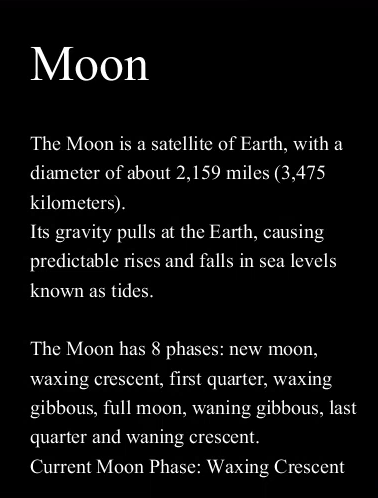 Moon
The Moon is a satellite of Earth, with a
diameter of about 2,159 miles (3,475
kilometers).
Its gravity pulls at the Earth, causing
predictable rises and falls in sea levels
known as tides.
The Moon has 8 phases: new moon,
waxing crescent, first quarter, waxing
gibbous, full moon, waning gibbous, last
quarter and waning crescent.
Current Moon Phase: Waxing Crescent